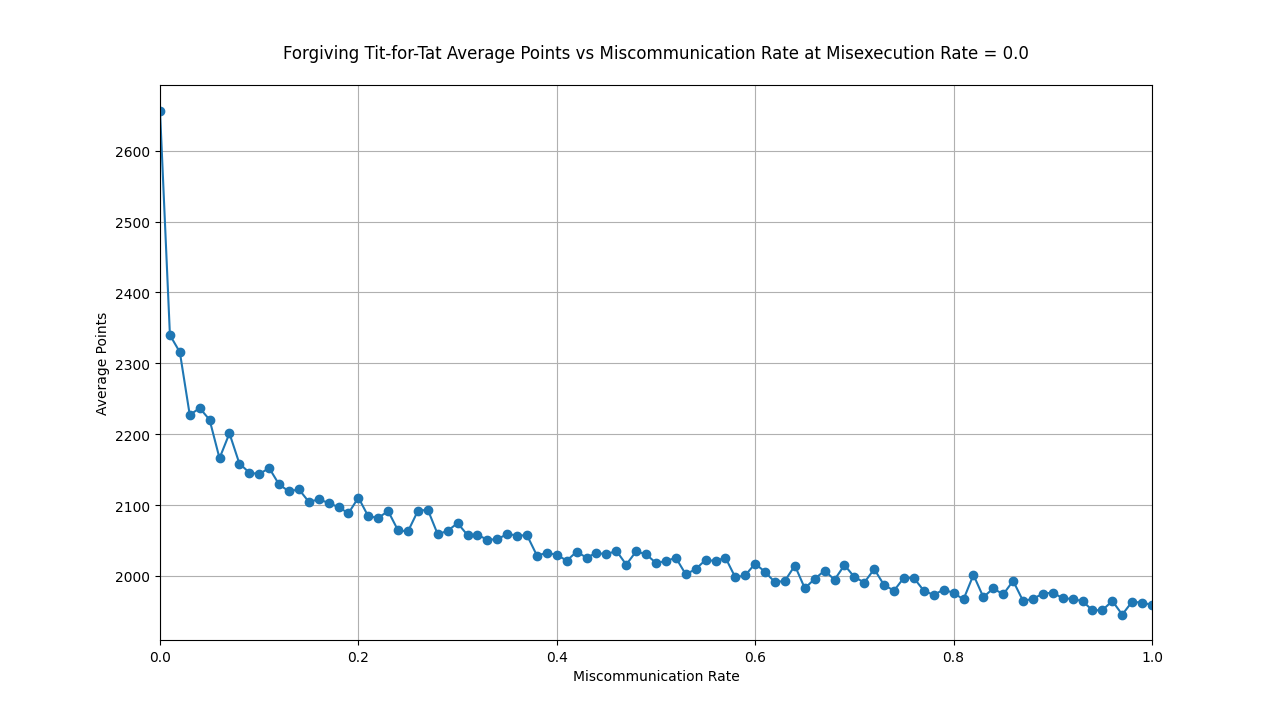 Forgiving Tit-for-Tat Average Points vs Miscommunication Rate at Misexecution Rate = 0.0
2600
2500
2400
2300
2200
2100
2000
Average Points
0.0 0.2 0.4 0.6 0.8 1.0
Miscommunication Rate